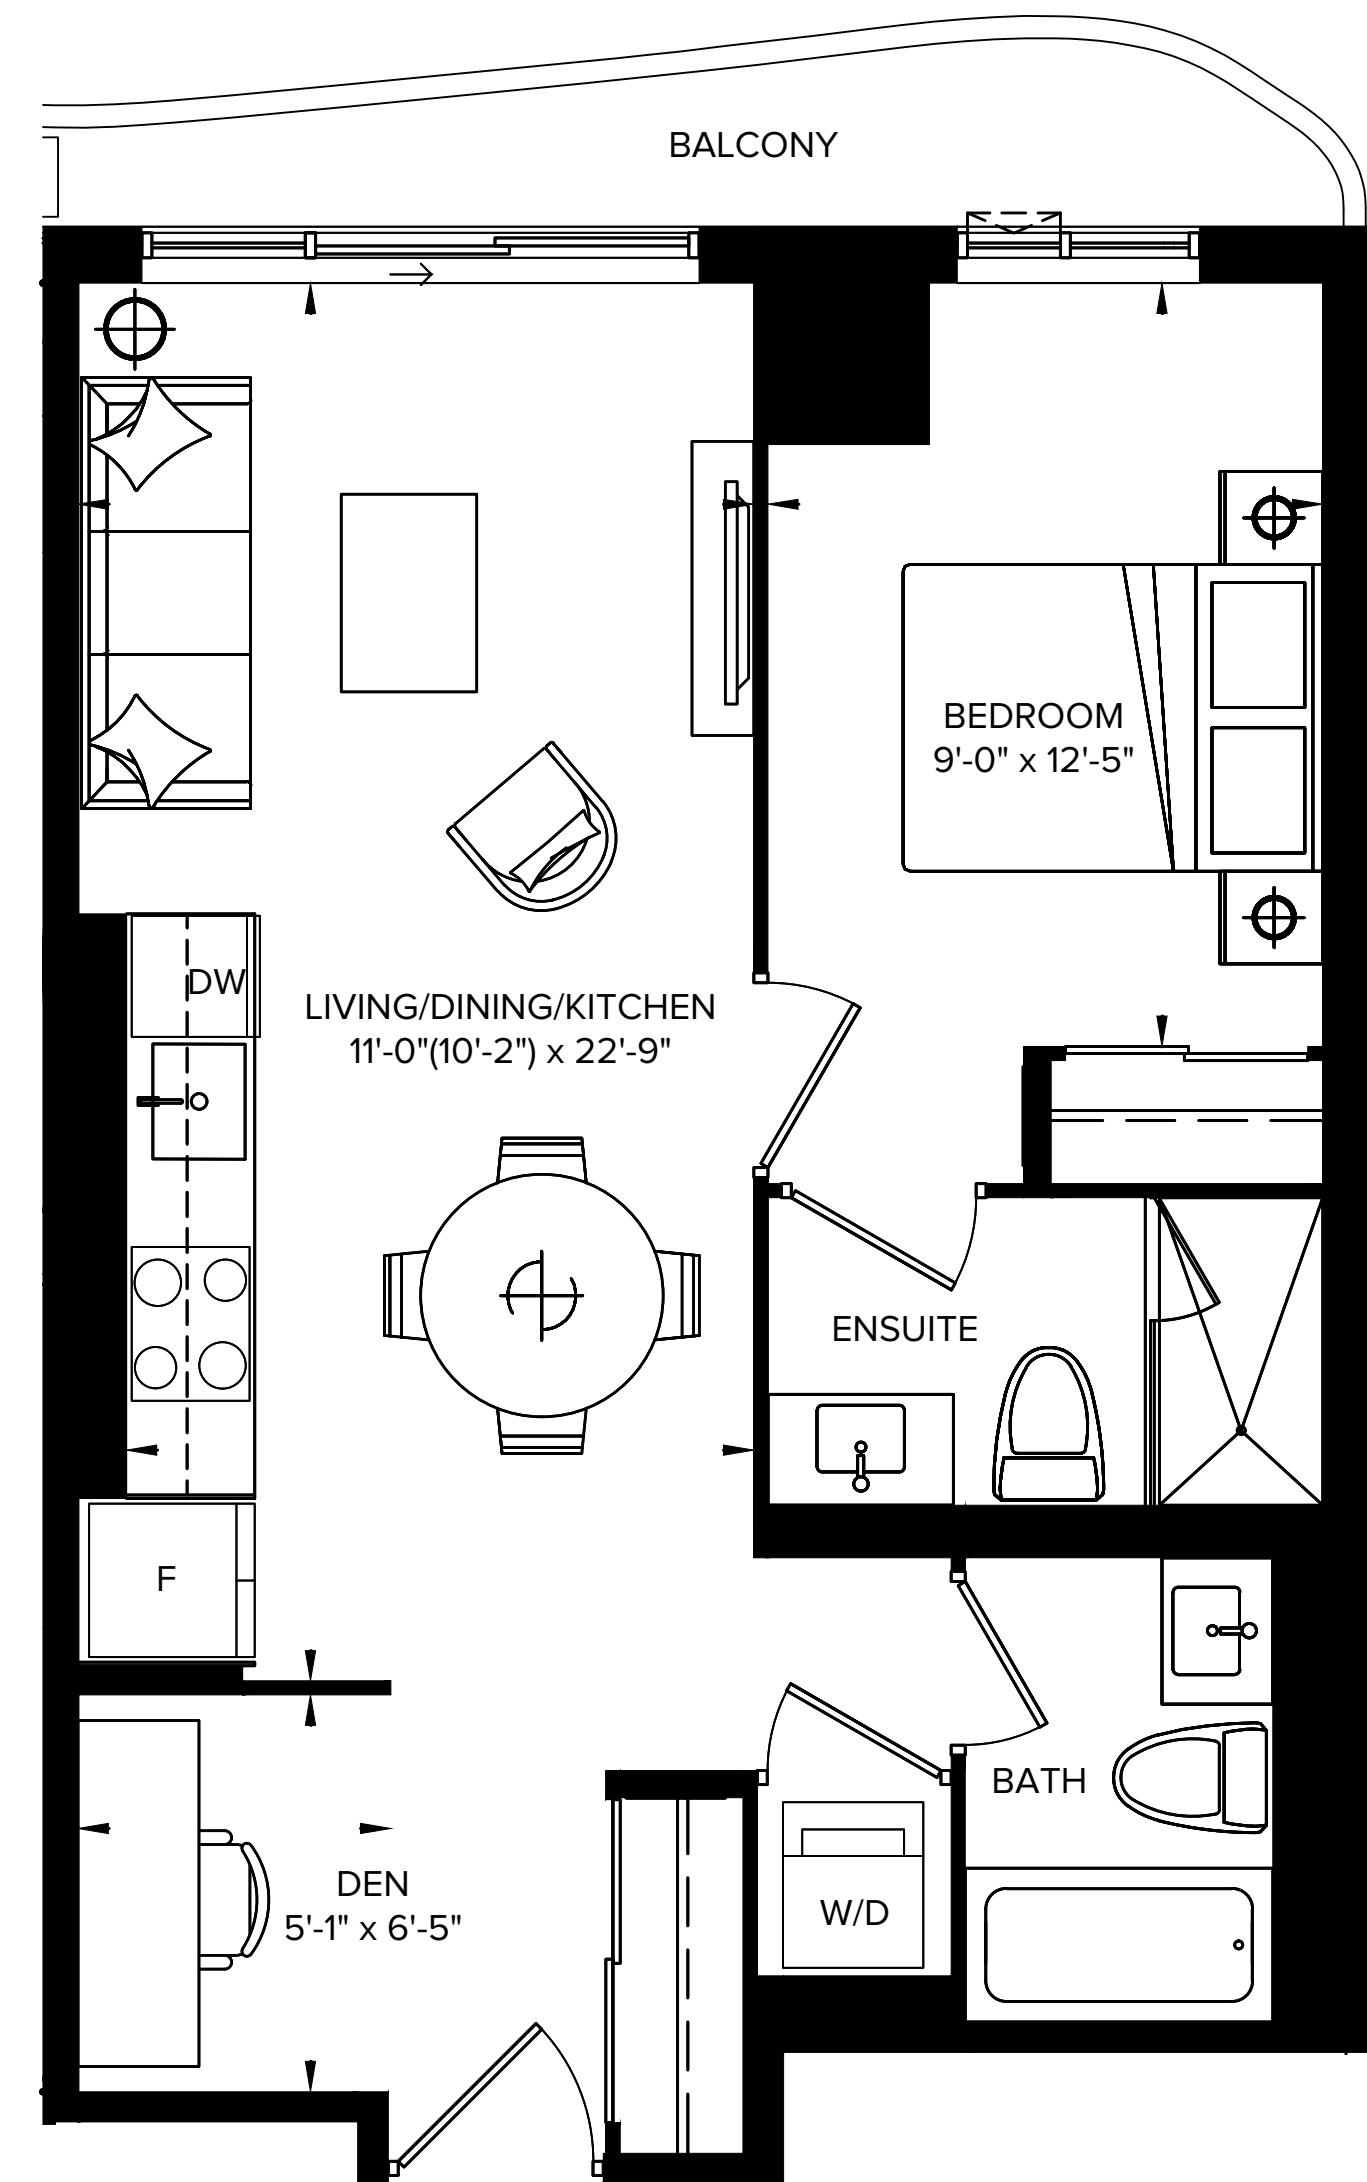 BALCONY
BEDROOM
9'-0" x 12'-5"
DW
LIVING/DINING/KITCHEN
11'-0"(10'-2") x 22'-9"
ENSUITE
F
BATH
DEN
5'-1" x 6'-5"
W/D